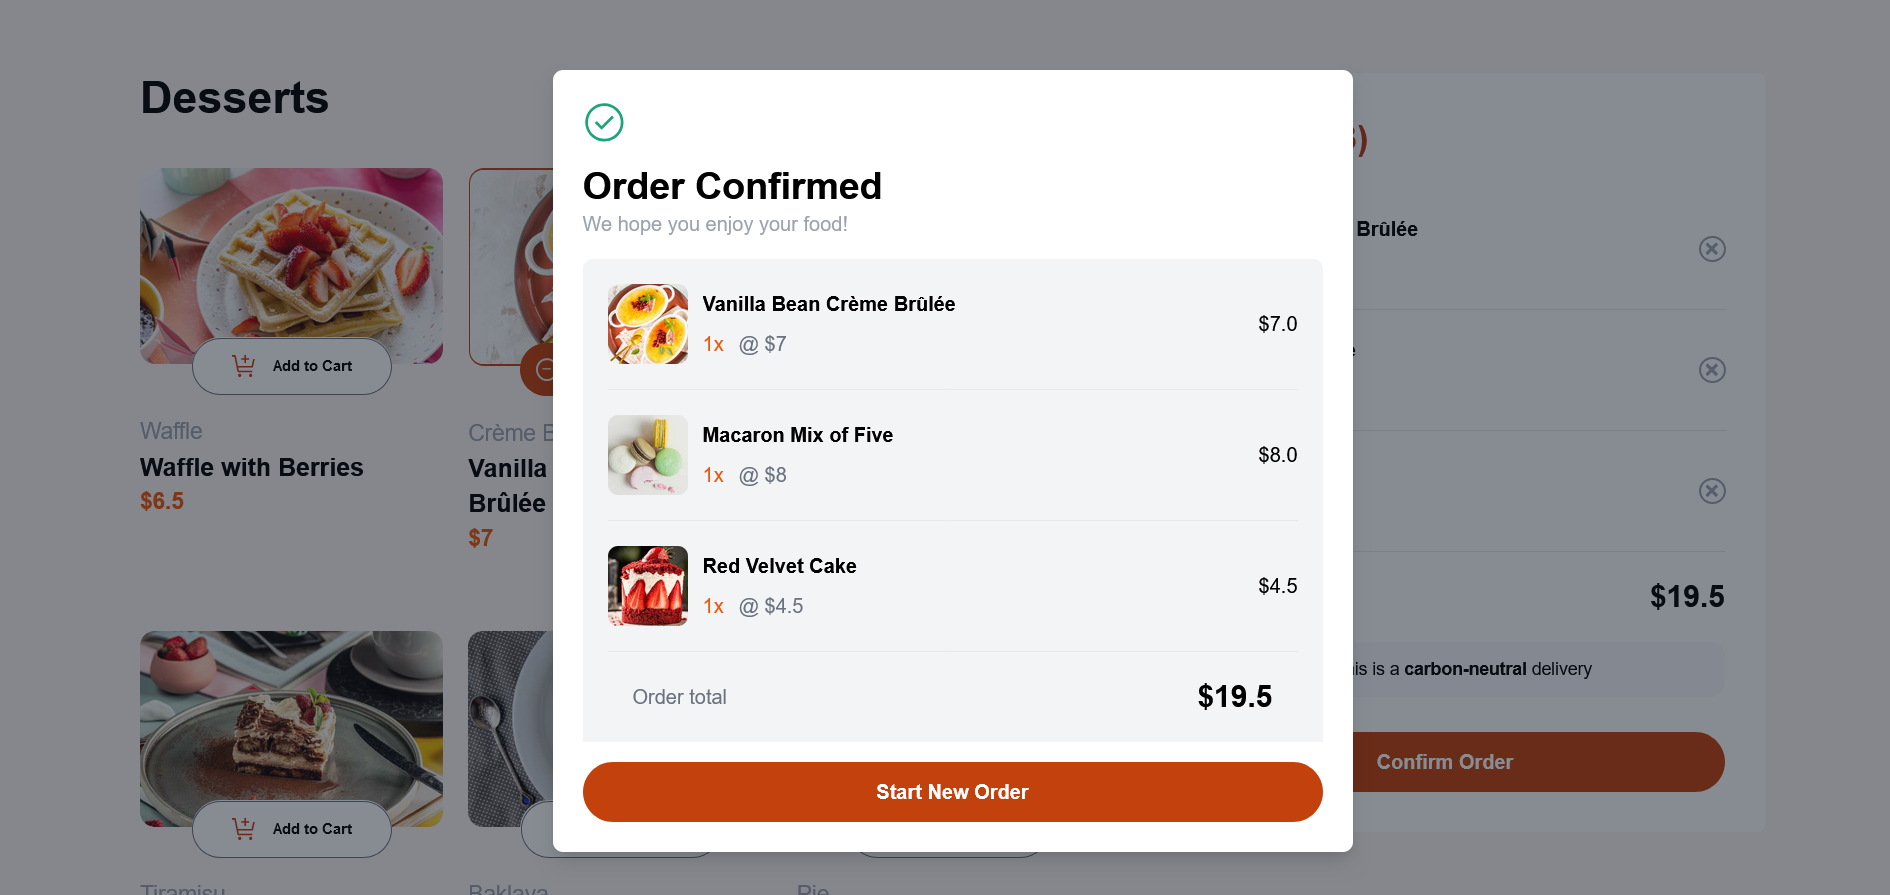 Desserts
Add to Cart
Waffle
Waffle with Berries
$6.5
Crème
Vanilla
Brûlée
$7
Add to Cart
Tiramisu
Baklava
Pie
Order Confirmed
We hope you enjoy your food!
Vanilla Bean Crème Brûlée
1x @ $7
$7.0
Macaron Mix of Five
1x @ $8
$8.0
Red Velvet Cake
1x @ $4.5
$4.5
Order total
$19.5
Start New Order
Brûlée
$19.5
is a carbon-neutral delivery
Confirm Order